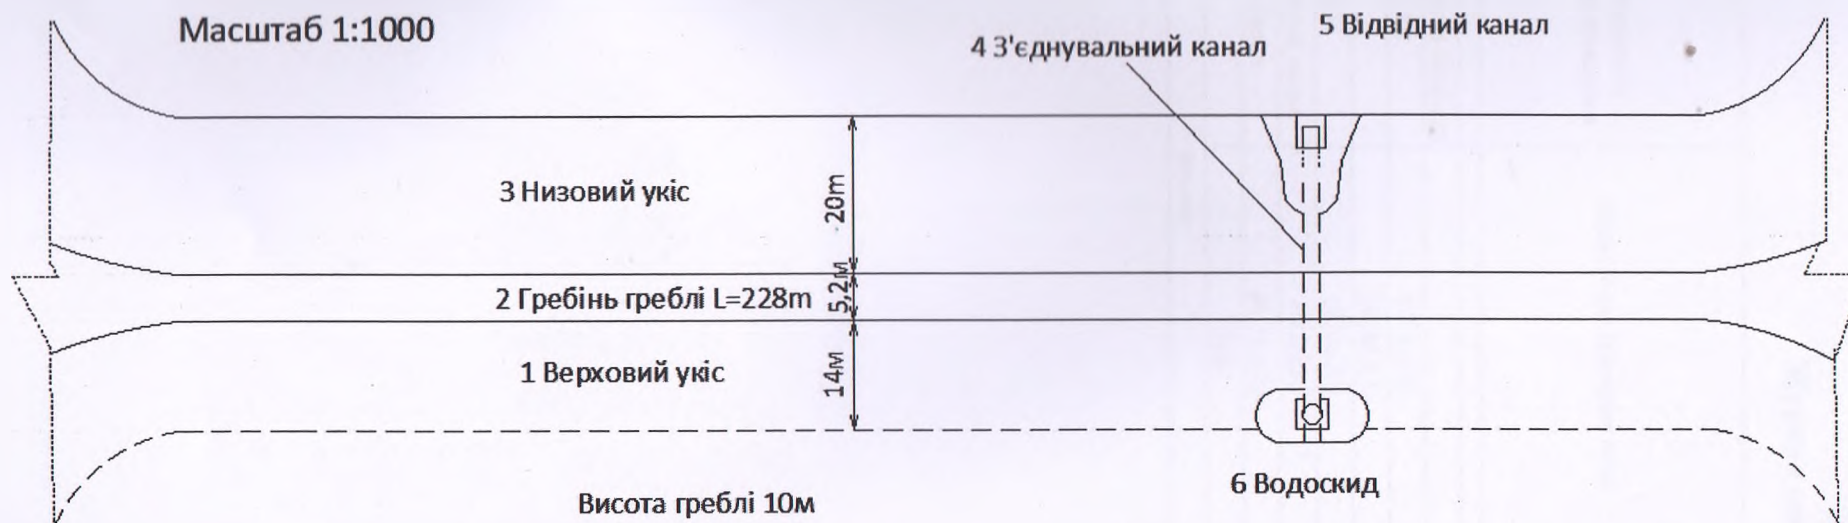 Масштаб 1:1000
5 Відвідний канал
4 З'єднувальний канал
3 Низовий укіс
20m
2 Гребінь греблі L=228m
5,2м
1 Верховий укіс
14м
6 Водоскид
Висота греблі 10м